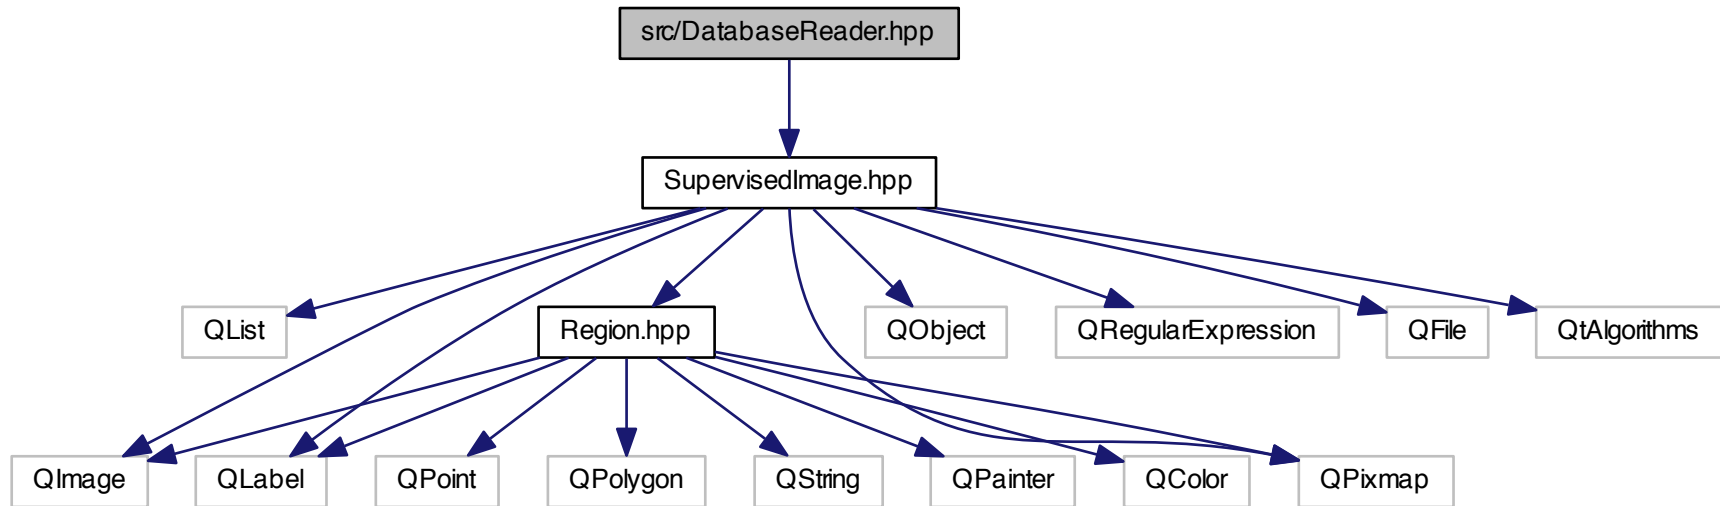 src/DatabaseReader.hpp
SupervisedImage.hpp
QList
Region.hpp
QObject
QRegularExpression
QFile
QtAlgorithms
QImage
QLabel
QPoint
QPolygon
QString
QPainter
QColor
QPixmap